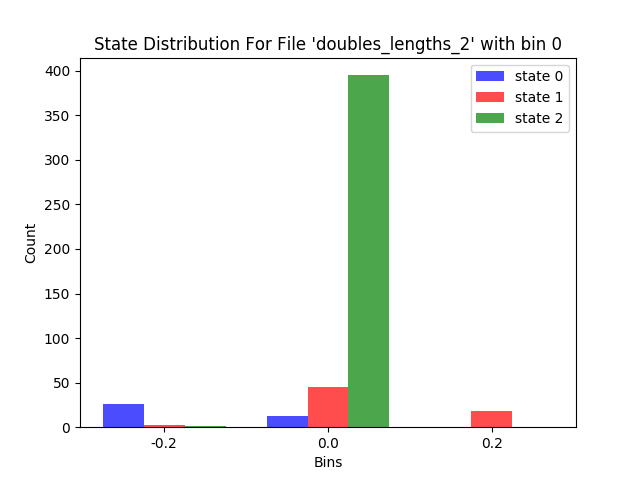 State Distribution For File 'doubles_lengths_2' with bin 0
state 0
state 1
state 2
400
350
300
250
200
150
100
50
0
Count
-0.2
0.0
0.2
Bins